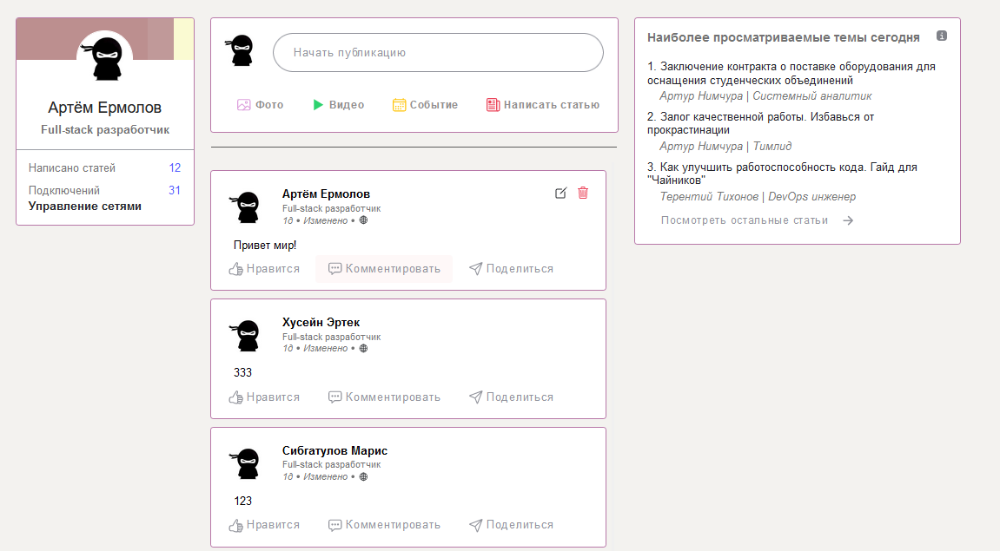 Артём Ермолов
Full-stack разработчик
Написано статей 12
Подключений 31
Управление сетями
Начать публикацию
Фото Видео Событие Написать статью
Артём Ермолов
Full-stack разработчик
1д • Изменено •
Привет мир!
Нравится Комментировать Поделиться
Хусейн Эртек
Full-stack разработчик
1д • Изменено •
333
Нравится Комментировать Поделиться
Сибгатулов Марис
Full-stack разработчик
1д • Изменено •
123
Нравится Комментировать Поделиться
Наиболее просматриваемые темы сегодня
1. Заключение контракта о поставке оборудования для
оснащения студенческих объединений
Артур Нимчура | Системный аналитик
2. Залог качественной работы. Избавься от
прокрастинации
Артур Нимчура | Тимлид
3. Как улучшить работоспособность кода. Гайд для
"Чайников"
Терентий Тихонов | DevOps инженер
Посмотреть остальные статьи